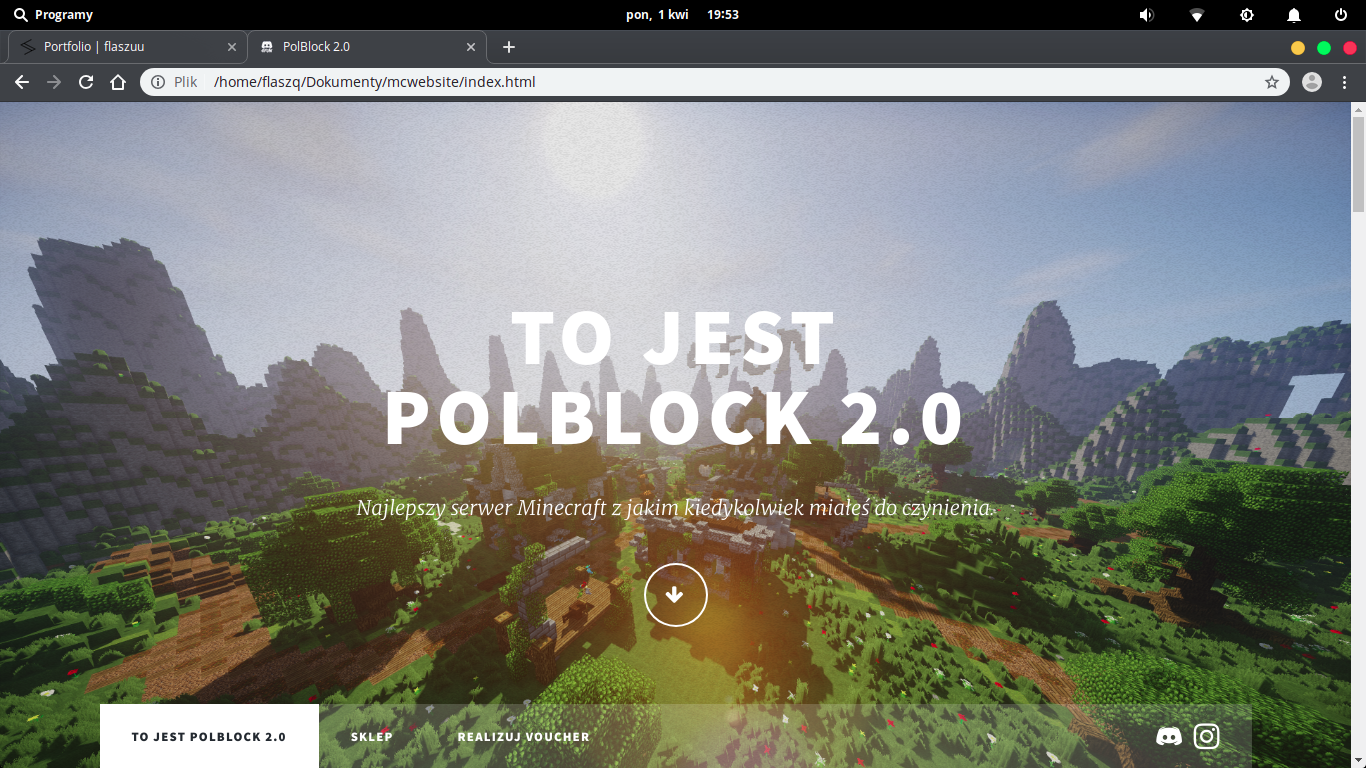 Programy
pon, 1 kwi 19:53
Portfolio | flaszuu
PolBlock 2.0
Plik /home/flaszq/Dokumenty/mcwebsite/index.html
TO JEST
POLBLOCK 2.0
Najlepszy serwer Minecraft z jakim kiedykolwiek miałeś do czynienia.
TO JEST POLBLOCK 2.0
SKLEP
REALIZUJ VOUCHER